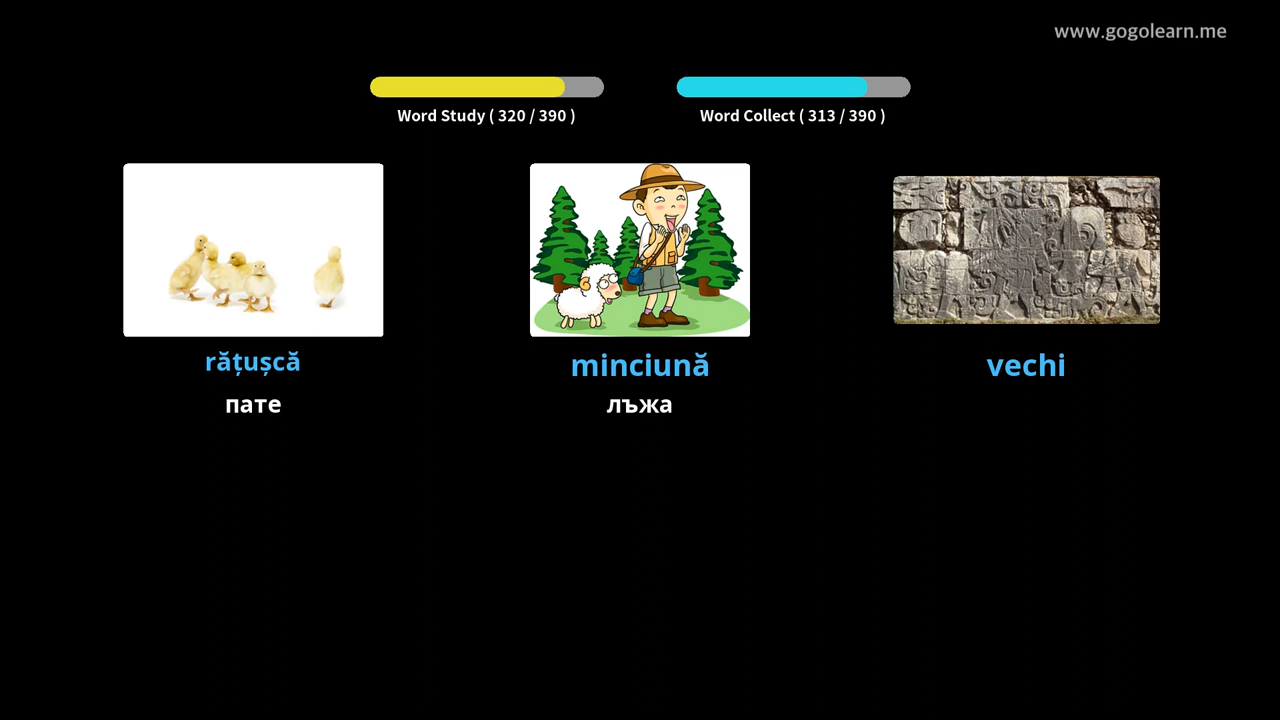 www.gogolearn.me
Word Study ( 320 / 390 )
Word Collect ( 313 / 390 )
rățușcă
minciună
vechi
пате
лъжа